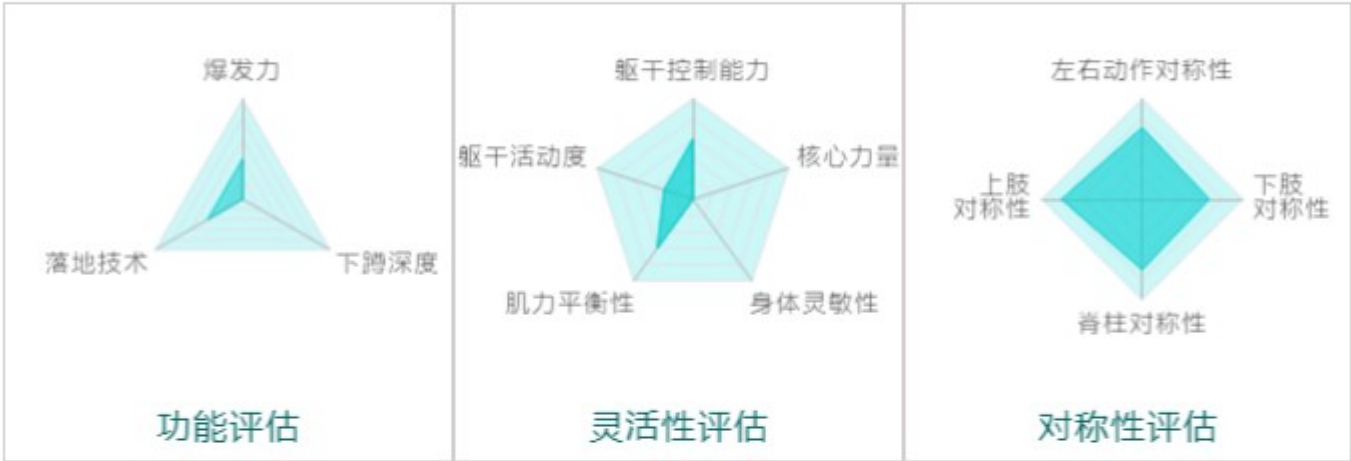 爆发力
落地技术
下蹲深度
功能评估
躯干控制能力
躯干活动度
核心力量
肌力平衡性
身体灵敏性
灵活性评估
左右动作对称性
上肢
对称性
下肢
对称性
脊柱对称性
对称性评估